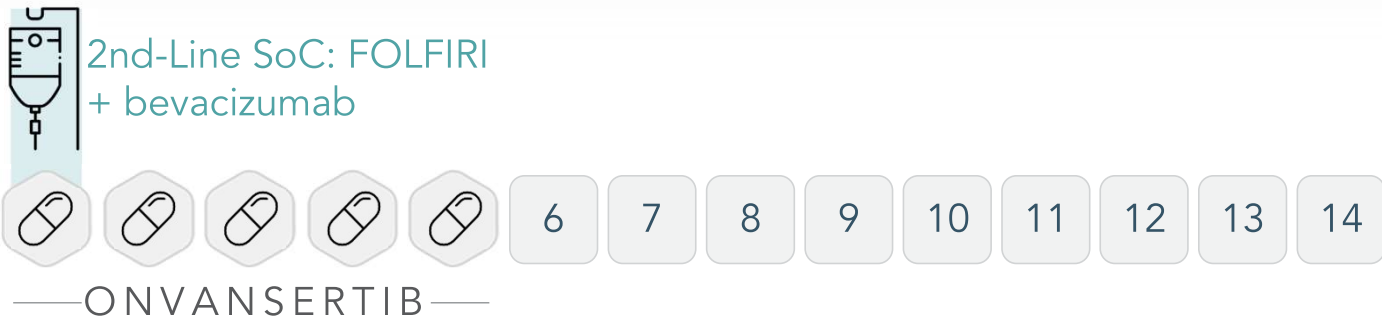 2nd-Line SoC: FOLFIRI
+ bevacizumab
6 7 8 9 10 11 12 13 14
ONVANSERTIB